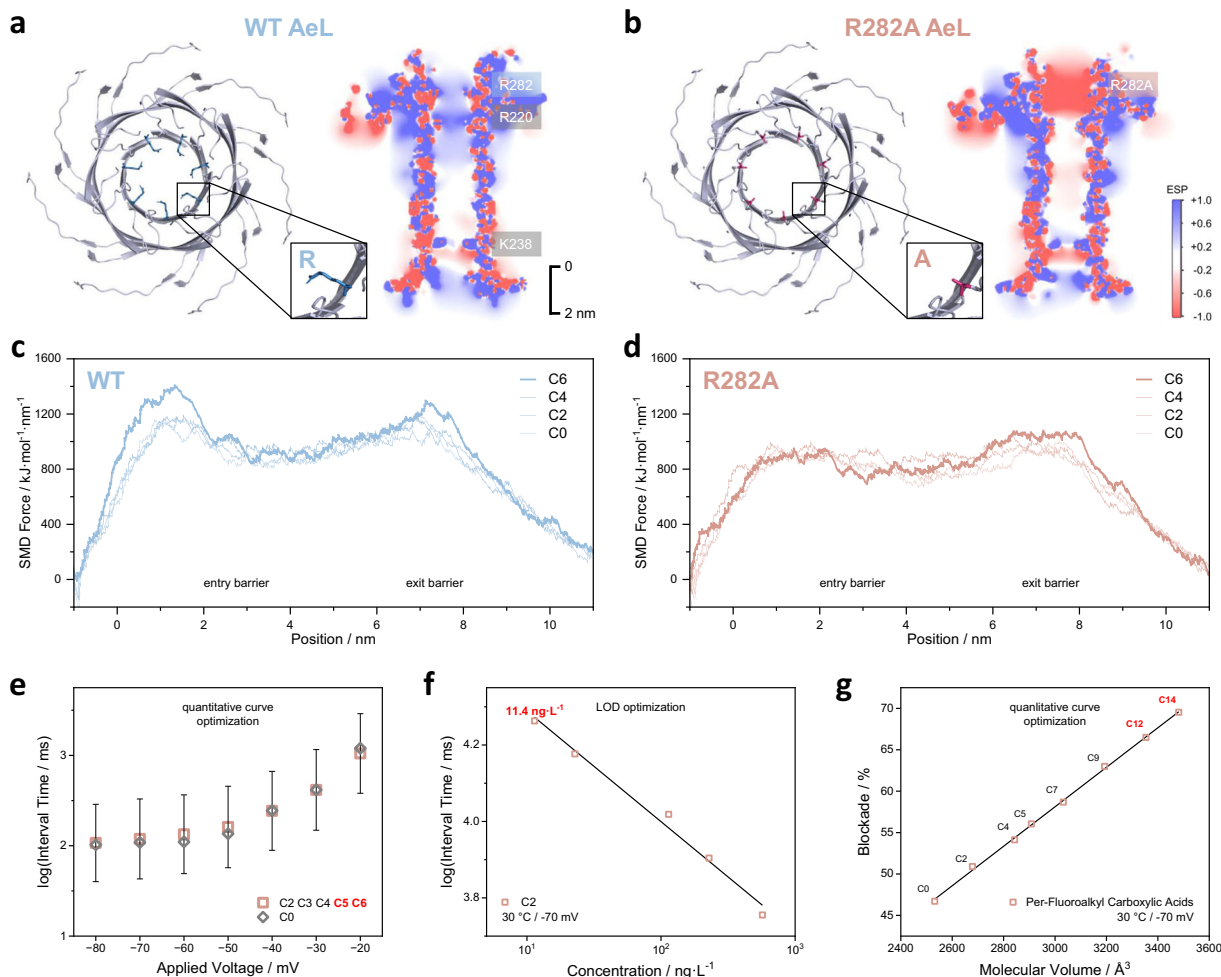 a
WT AeL
R282
R220
K238
R
0
2 nm
b
R282A AeL
R282A
A
ESP
+1.0
+0.6
0
-0.6
-1.0
c
WT
C6
C4
C2
C0
1600
1200
800
400
0
SMD Force / kJ·mol⁻¹·nm⁻¹
entry barrier
exit barrier
0 2 4 6 8 10
Position / nm
d
R282A
C6
C4
C2
C0
1600
1200
800
400
0
SMD Force / kJ·mol⁻¹·nm⁻¹
entry barrier
exit barrier
0 2 4 6 8 10
Position / nm
e
quantitative curve
optimization
3
2
1
log(Interval Time / ms)
C2 C3 C4 C5 C6
C0
−80 −70 −60 −50 −40 −30 −20
Applied Voltage / mV
f
LOD optimization
11.4 ng·L⁻¹
4.2
3.8
log(Interval Time / ms)
C2
30 °C / -70 mV
10¹ 10² 10³
Concentration / ng·L⁻¹
g
qualitative curve
optimization
C14
C12
C9
C7
C5
C4
C2
C0
70
65
60
55
50
45
Blockade / %
Per-Fluoroalkyl Carboxylic Acids
30 °C / -70 mV
2400 2600 2800 3000 3200 3400 3600
Molecular Volume / Å³